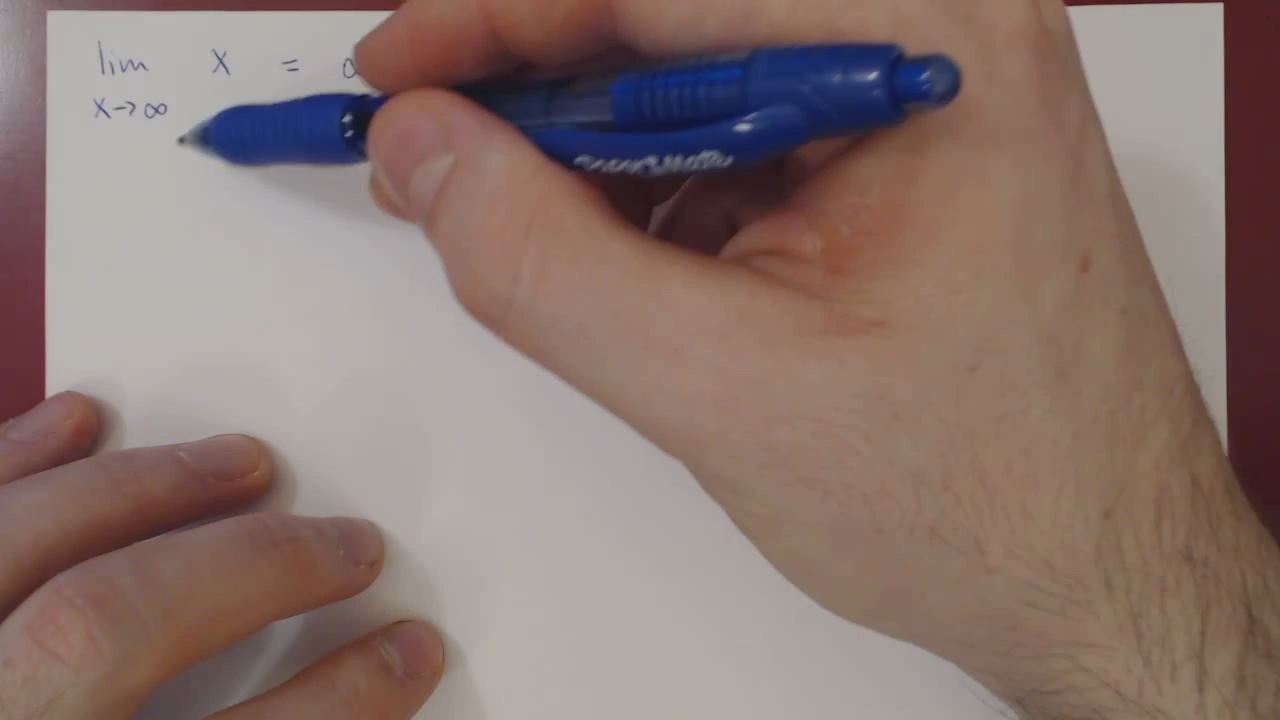 lim x =
x→∞